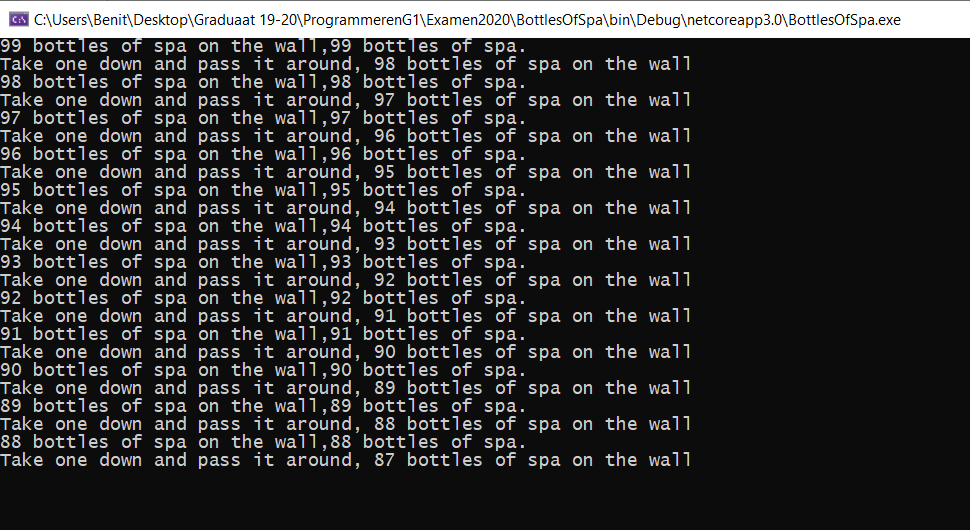 C:\Users\Benit\Desktop\Graduaat 19-20\ProgrammerenG1\Examen2020\BottlesOfSpa\bin\Debug\netcoreapp3.0\BottlesOfSpa.exe
99 bottles of spa on the wall,99 bottles of spa.
Take one down and pass it around, 98 bottles of spa on the wall
98 bottles of spa on the wall,98 bottles of spa.
Take one down and pass it around, 97 bottles of spa on the wall
97 bottles of spa on the wall,97 bottles of spa.
Take one down and pass it around, 96 bottles of spa on the wall
96 bottles of spa on the wall,96 bottles of spa.
Take one down and pass it around, 95 bottles of spa on the wall
95 bottles of spa on the wall,95 bottles of spa.
Take one down and pass it around, 94 bottles of spa on the wall
94 bottles of spa on the wall,94 bottles of spa.
Take one down and pass it around, 93 bottles of spa on the wall
93 bottles of spa on the wall,93 bottles of spa.
Take one down and pass it around, 92 bottles of spa on the wall
92 bottles of spa on the wall,92 bottles of spa.
Take one down and pass it around, 91 bottles of spa on the wall
91 bottles of spa on the wall,91 bottles of spa.
Take one down and pass it around, 90 bottles of spa on the wall
90 bottles of spa on the wall,90 bottles of spa.
Take one down and pass it around, 89 bottles of spa on the wall
89 bottles of spa on the wall,89 bottles of spa.
Take one down and pass it around, 88 bottles of spa on the wall
88 bottles of spa on the wall,88 bottles of spa.
Take one down and pass it around, 87 bottles of spa on the wall